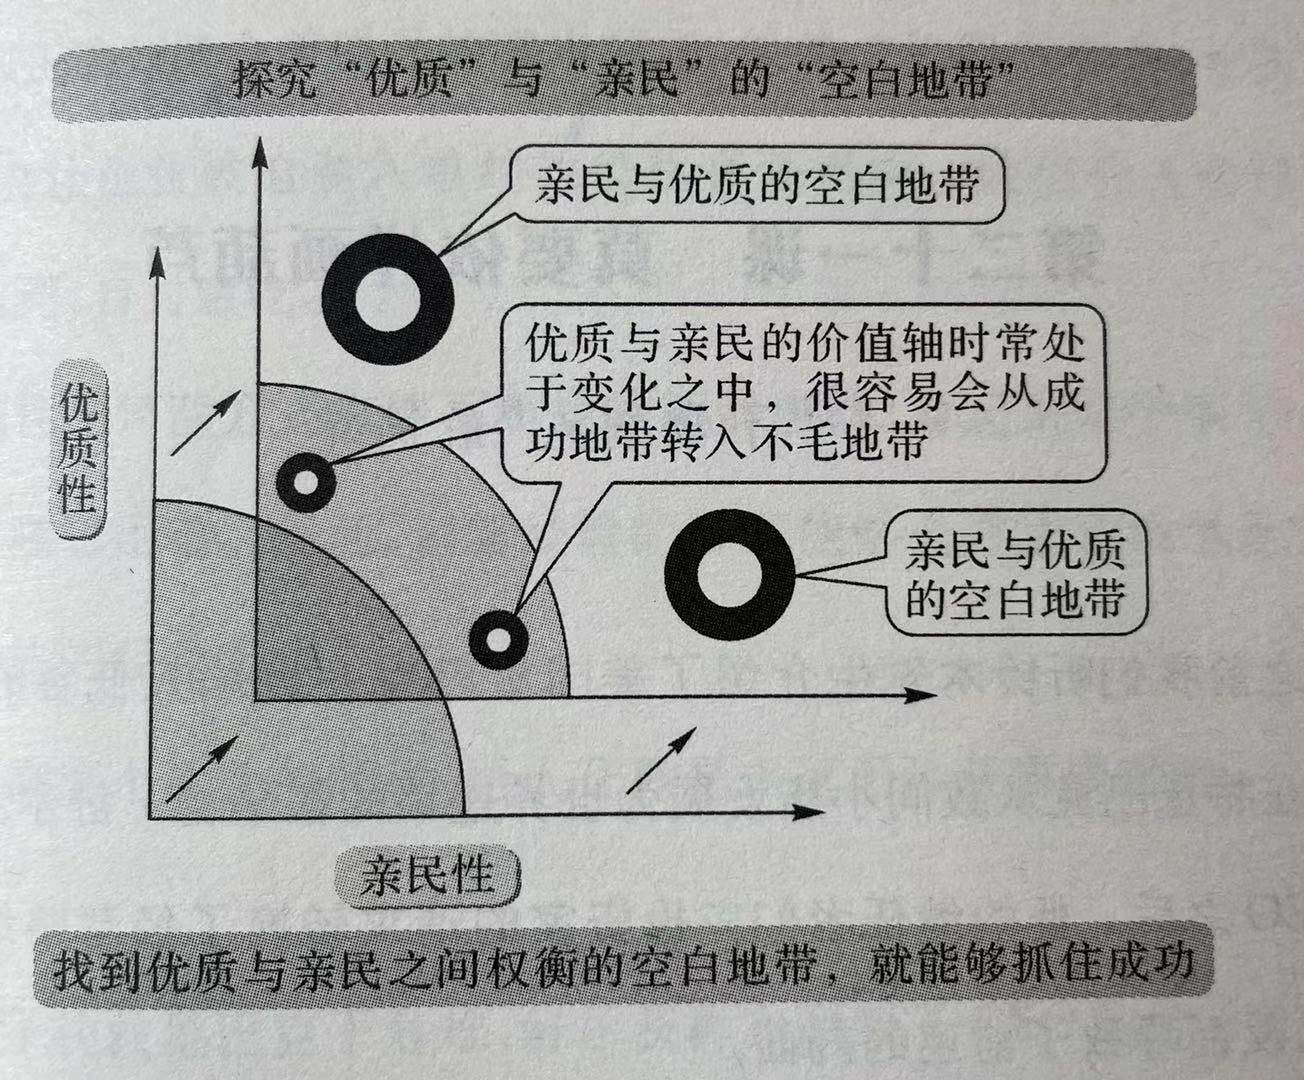 探究“优质”与“亲民”的“空白地带”
亲民与优质的空白地带
优质与亲民的价值轴时常处
于变化之中，很容易会从成
功地带转入不毛地带
优质性
亲民与优质
的空白地带
亲民性
找到优质与亲民之间权衡的空白地带，就能够抓住成功